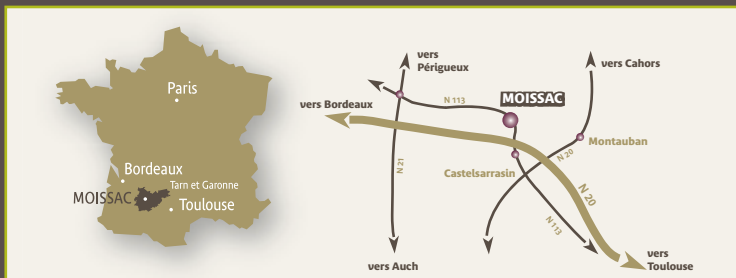 Paris
Bordeaux
Tarn et Garonne
MOISSAC
Toulouse
vers
Périgueux
vers Cahors
vers Bordeaux
N 113
MOISSAC
Montauban
N 20
Castelsarrasin
N 21
N 20
N 113
vers Auch
vers
Toulouse